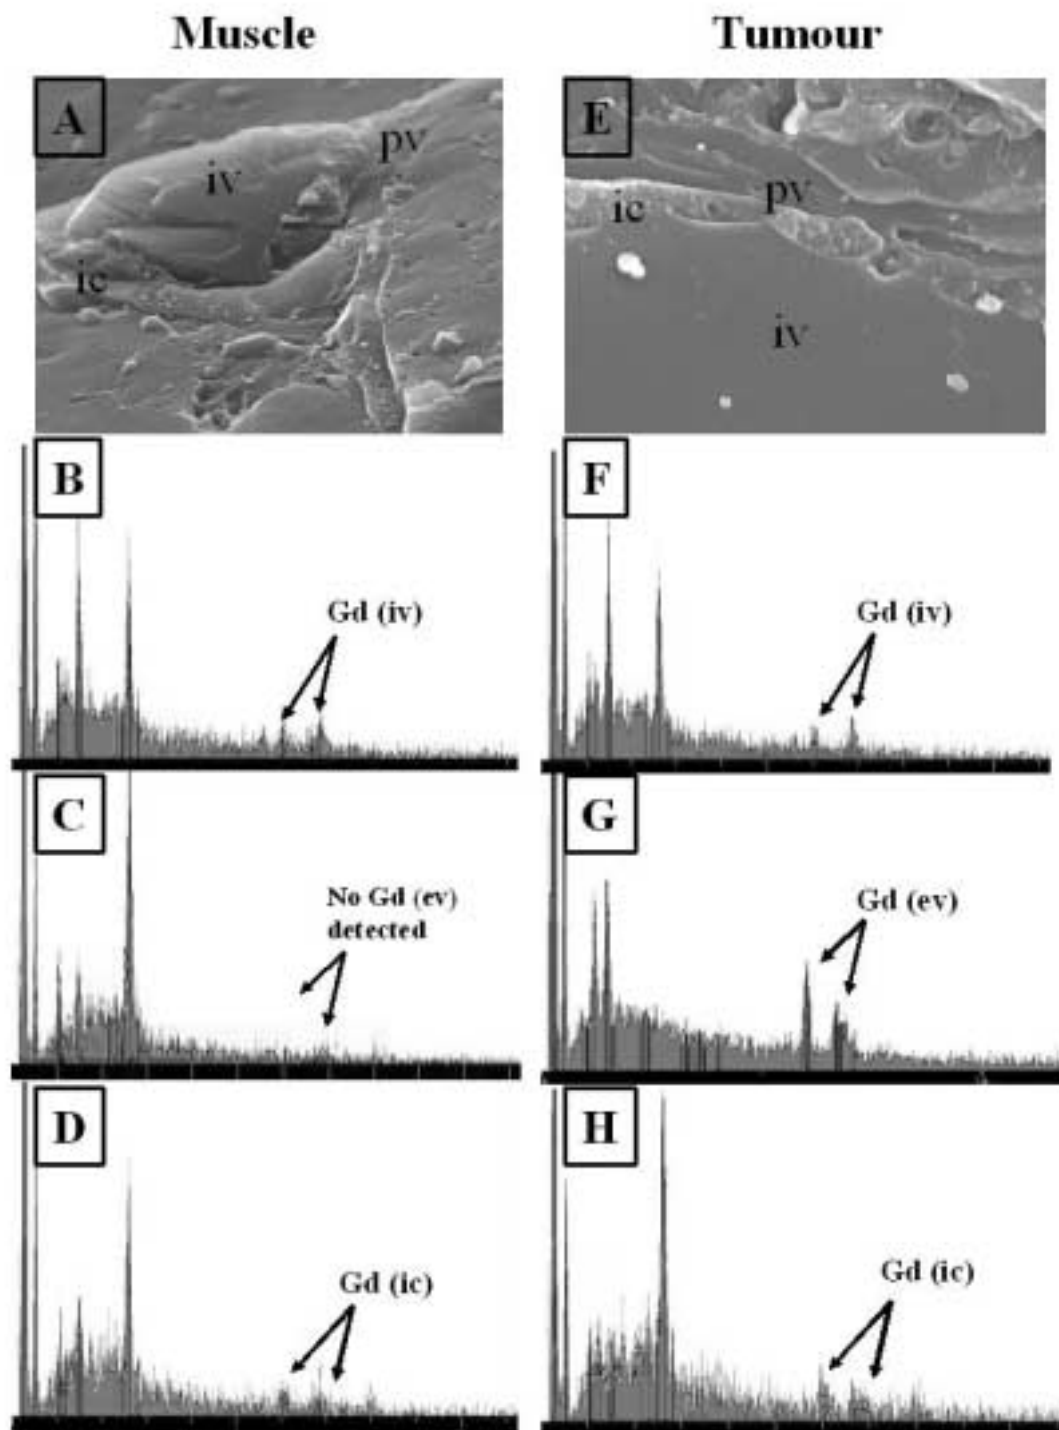 Muscle
Tumour
A
iv
pv
ic
E
ic
pv
iv
B
Gd (iv)
F
Gd (iv)
C
No Gd (ev)
detected
G
Gd (ev)
D
Gd (ic)
H
Gd (ic)